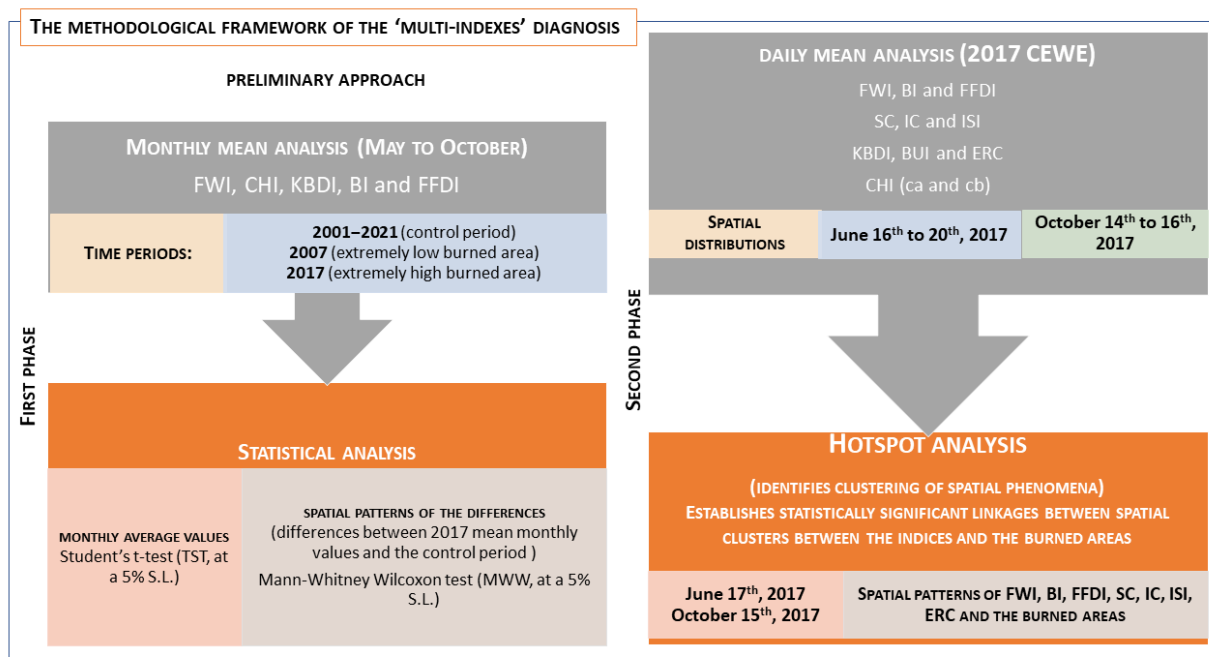 THE METHODOLOGICAL FRAMEWORK OF THE ‘MULTI-INDEXES’ DIAGNOSIS
FIRST PHASE
PRELIMINARY APPROACH
MONTHLY MEAN ANALYSIS (MAY TO OCTOBER)
FWI, CHI, KBDI, BI and FFDI
TIME PERIODS:
2001–2021 (control period)
2007 (extremely low burned area)
2017 (extremely high burned area)
STATISTICAL ANALYSIS
MONTHLY AVERAGE VALUES
Student’s t-test (TST, at
a 5% S.L.)
SPATIAL PATTERNS OF THE DIFFERENCES
(differences between 2017 mean monthly
values and the control period )
Mann-Whitney Wilcoxon test (MWW, at a 5%
S.L.)
SECOND PHASE
DAILY MEAN ANALYSIS (2017 CEWE)
FWI, BI and FFDI
SC, IC and ISI
KBDI, BUI and ERC
CHI (ca and cb)
SPATIAL
DISTRIBUTIONS
June 16th to 20th, 2017
October 14th to 16th,
2017
HOTSPOT ANALYSIS
(IDENTIFIES CLUSTERING OF SPATIAL PHENOMENA)
ESTABLISHES STATISTICALLY SIGNIFICANT LINKAGES BETWEEN SPATIAL
CLUSTERS BETWEEN THE INDICES AND THE BURNED AREAS
June 17th, 2017
October 15th, 2017
SPATIAL PATTERNS OF FWI, BI, FFDI, SC, IC, ISI,
ERC AND THE BURNED AREAS